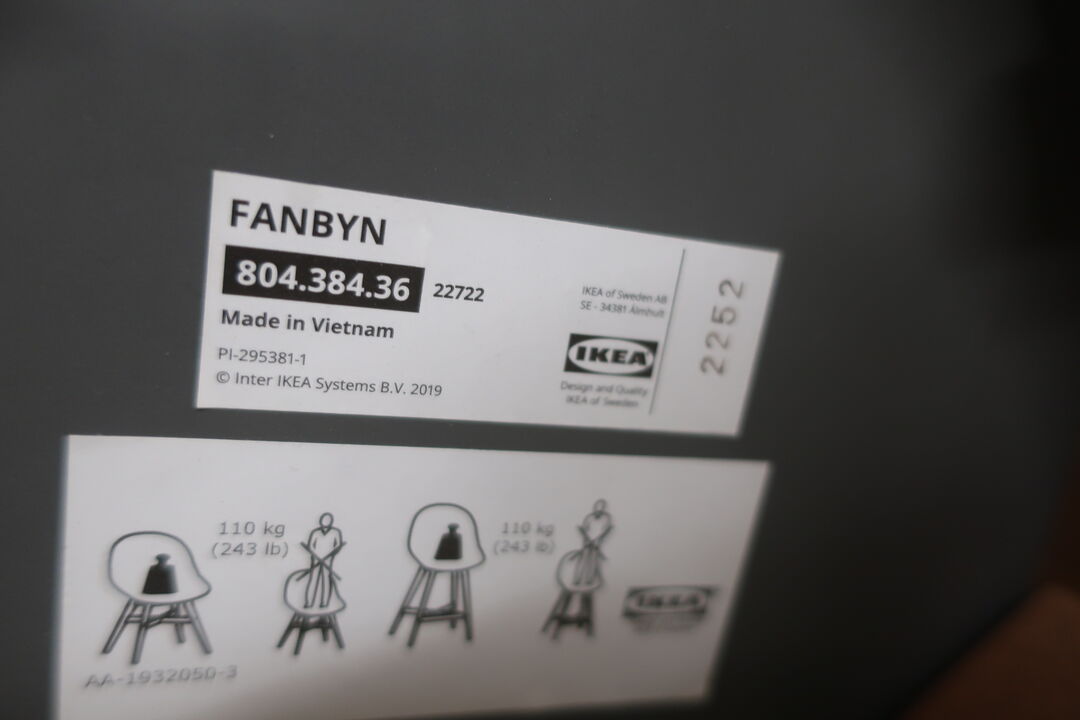 FANBYN
804.384.36 22722
Made in Vietnam
PI-295381-1
© Inter IKEA Systems B.V. 2019
IKEA of Sweden AB
SE - 34381 Älmhult
IKEA
Design and Quality
IKEA of Sweden
2252
110 kg
(243 lb)
110 kg
(243 lb)
IKEA
AA-1932050-3